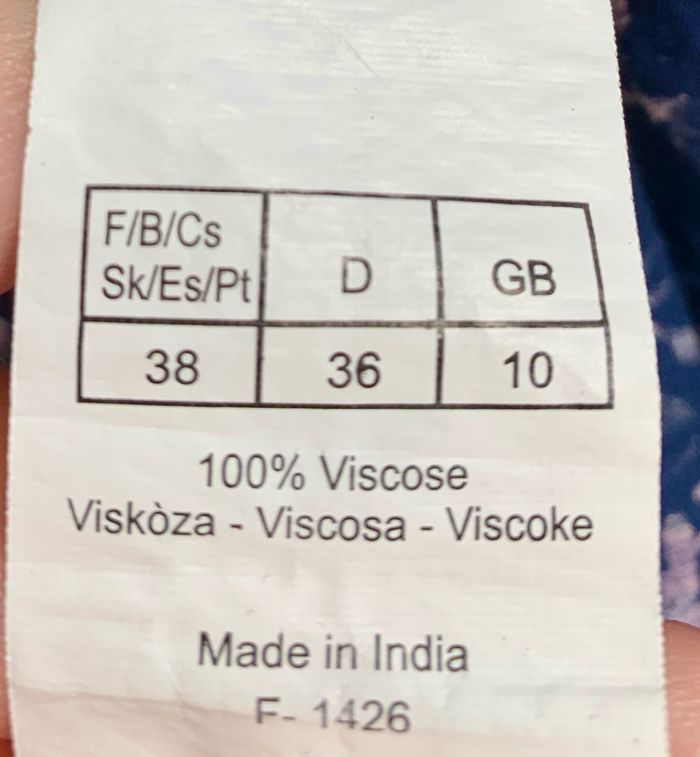 F/B/Cs
Sk/Es/Pt
D
GB
38
36
10
100% Viscose
Viskòza - Viscosa - Viscoke
Made in India
F- 1426